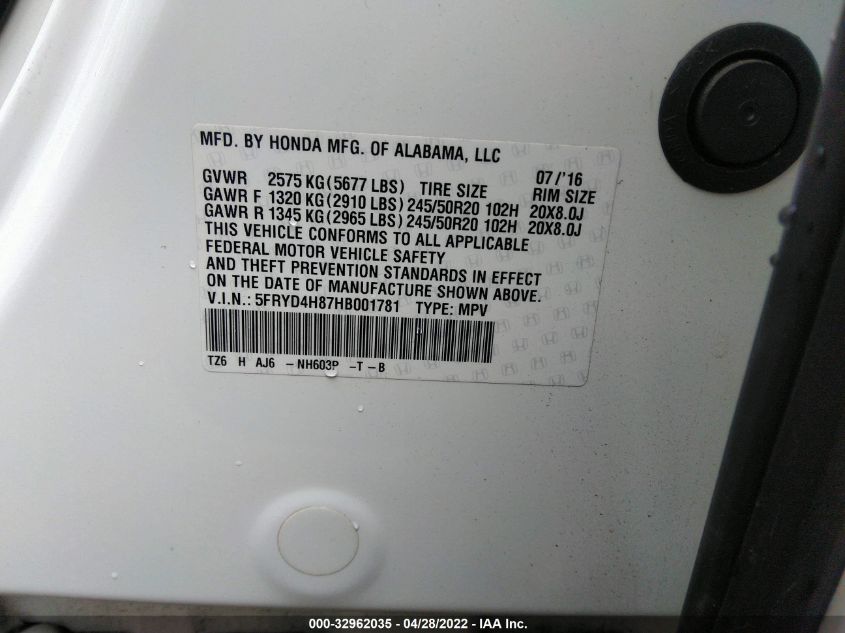 MFD. BY HONDA MFG. OF ALABAMA, LLC
GVWR 2575 KG(5677 LBS) TIRE SIZE 07/'16 RIM SIZE
GAWR F 1320 KG(2910 LBS) 245/50R20 102H 20X8.0J
GAWR R 1345 KG(2965 LBS) 245/50R20 102H 20X8.0J
THIS VEHICLE CONFORMS TO ALL APPLICABLE
FEDERAL MOTOR VEHICLE SAFETY
AND THEFT PREVENTION STANDARDS IN EFFECT
ON THE DATE OF MANUFACTURE SHOWN ABOVE.
V.I.N.: 5FRYD4H87HB001781 TYPE: MPV
TZ6 H AJ6 -NH603P -T-B
000-32962035 - 04/28/2022 - IAA Inc.